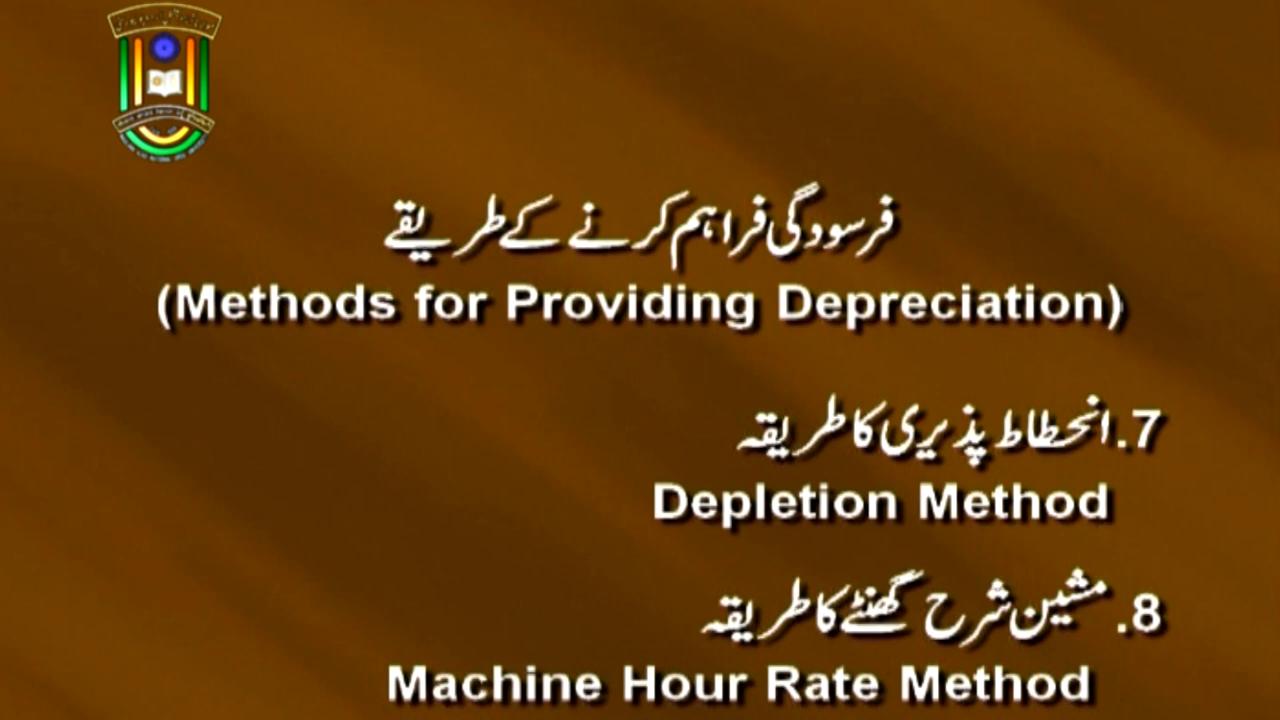 فرسودگی فراہم کرنے کے طریقے
(Methods for Providing Depreciation)
7. انحطاط پذیری کا طریقہ
Depletion Method
8. مشین شرح گھنٹے کا طریقہ
Machine Hour Rate Method